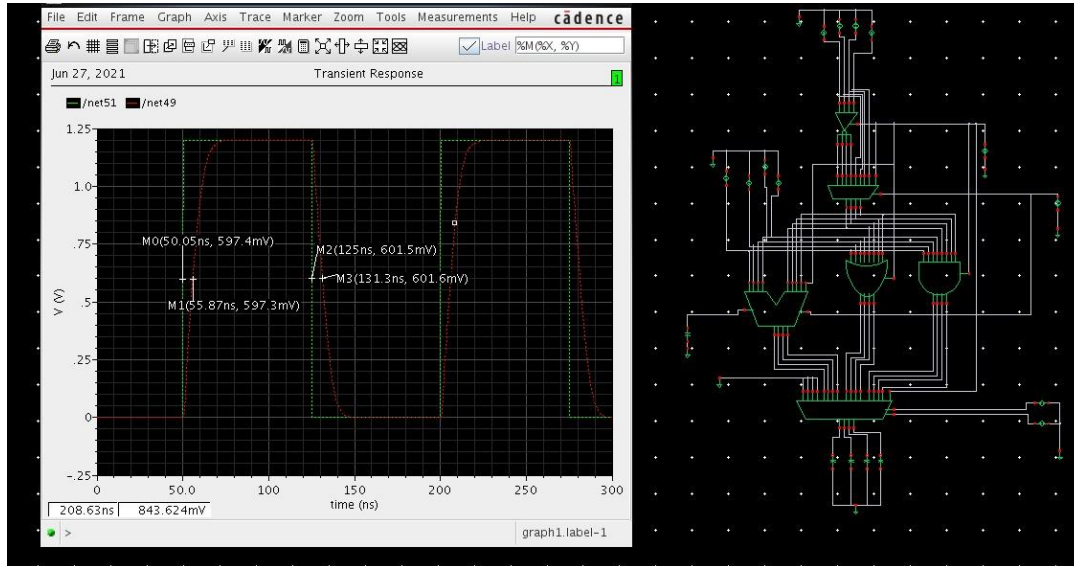 File Edit Frame Graph Axis Trace Marker Zoom Tools Measurements Help cādence
Label %M(%X, %Y)
Jun 27, 2021 Transient Response 1
/net51 /net49
1.25
1.0
.75
.5
.25
0
-.25
V (V)
M0(50.05ns, 597.4mV)
M2(125ns, 601.5mV)
M3(131.3ns, 601.6mV)
M1(55.87ns, 597.3mV)
0 50.0 100 150 200 250 300
time (ns)
208.63ns 843.624mV
> graph1.label-1